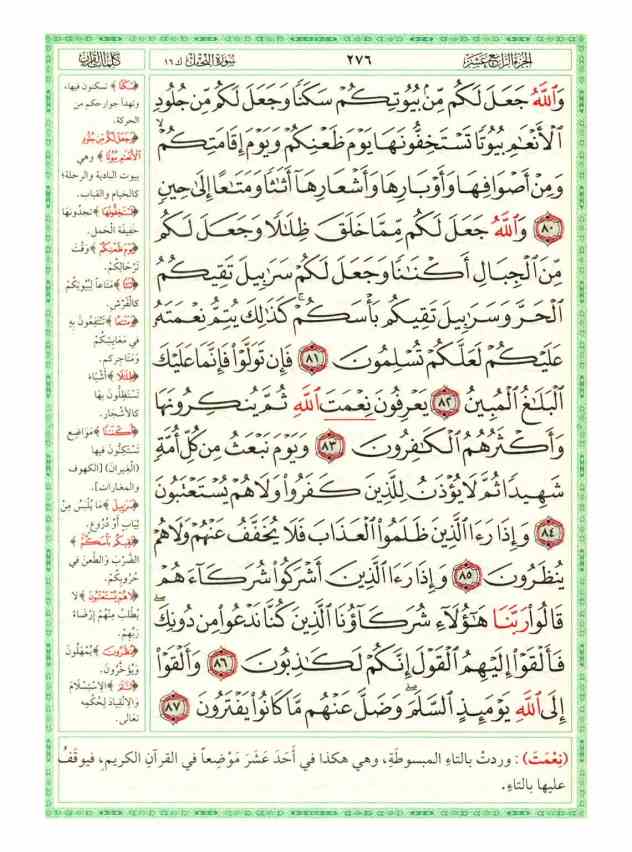 الجزء الرابع عشر
٢٧٦
سورة النحل ك ١٦
كلمات القرآن
وَٱللَّهُ جَعَلَ لَكُم مِّنۢ بُيُوتِكُمْ سَكَنًا وَجَعَلَ لَكُم مِّن جُلُودِ
ٱلْأَنْعَٰمِ بُيُوتًا تَسْتَخِفُّونَهَا يَوْمَ ظَعْنِكُمْ وَيَوْمَ إِقَامَتِكُمْ ۙ
وَمِنْ أَصْوَافِهَا وَأَوْبَارِهَا وَأَشْعَارِهَآ أَثَٰثًا وَمَتَٰعًا إِلَىٰ حِينٍ
٨٠ وَٱللَّهُ جَعَلَ لَكُم مِّمَّا خَلَقَ ظِلَٰلًا وَجَعَلَ لَكُم
مِّنَ ٱلْجِبَالِ أَكْنَٰنًا وَجَعَلَ لَكُمْ سَرَٰبِيلَ تَقِيكُمُ
ٱلْحَرَّ وَسَرَٰبِيلَ تَقِيكُم بَأْسَكُمْ ۚ كَذَٰلِكَ يُتِمُّ نِعْمَتَهُۥ
عَلَيْكُمْ لَعَلَّكُمْ تُسْلِمُونَ ٨١ فَإِن تَوَلَّوْا۟ فَإِنَّمَا عَلَيْكَ
ٱلْبَلَٰغُ ٱلْمُبِينُ ٨٢ يَعْرِفُونَ نِعْمَتَ ٱللَّهِ ثُمَّ يُنكِرُونَهَا
وَأَكْثَرُهُمُ ٱلْكَٰفِرُونَ ٨٣ وَيَوْمَ نَبْعَثُ مِن كُلِّ أُمَّةٍ
شَهِيدًا ثُمَّ لَا يُؤْذَنُ لِلَّذِينَ كَفَرُوا۟ وَلَا هُمْ يُسْتَعْتَبُونَ
٨٤ وَإِذَا رَءَا ٱلَّذِينَ ظَلَمُوا۟ ٱلْعَذَابَ فَلَا يُخَفَّفُ عَنْهُمْ وَلَا هُمْ
يُنظَرُونَ ٨٥ وَإِذَا رَءَا ٱلَّذِينَ أَشْرَكُوا۟ شُرَكَآءَهُمْ
قَالُوا۟ رَبَّنَا هَٰٓؤُلَآءِ شُرَكَآؤُنَا ٱلَّذِينَ كُنَّا نَدْعُوا۟ مِن دُونِكَ ۖ
فَأَلْقَوْا۟ إِلَيْهِمُ ٱلْقَوْلَ إِنَّكُمْ لَكَٰذِبُونَ ٨٦ وَأَلْقَوْا۟
إِلَى ٱللَّهِ يَوْمَئِذٍ ٱلسَّلَمَ ۖ وَضَلَّ عَنْهُم مَّا كَانُوا۟ يَفْتَرُونَ ٨٧
﴿سَكَنًا﴾ تسكنون فيها،
وتهدأ جوارحكم من
الحركة.
﴿جَعَلَ لَكُم مِّن جُلُودِ
ٱلْأَنْعَٰمِ بُيُوتًا﴾ وهي
بيوت البادية والرحلة؛
كالخيام والقباب.
﴿تَسْتَخِفُّونَهَا﴾ تجدونها
خفيفة الحمل.
﴿يَوْمَ ظَعْنِكُمْ﴾ وقت
ترحالكم.
﴿أَثَٰثًا﴾ متاعاً لبيوتكم
كالفرش.
﴿وَمَتَٰعًا﴾ تنتفعون به
في معايشكم
ومتاجركم.
﴿ظِلَٰلًا﴾ أشياء
تستظلون بها
كالأشجار.
﴿أَكْنَٰنًا﴾ مواضع
تستكنون فيها
(الغيران) [الكهوف
والمغارات].
﴿سَرَٰبِيلَ﴾ ما يُلبس من
ثياب أو دروع.
﴿تَقِيكُم بَأْسَكُمْ﴾
الضرب والطعن في
حروبكم.
﴿وَلَا هُمْ يُسْتَعْتَبُونَ﴾ لا
يُطلب منهم إرضاء
ربهم.
﴿يُنظَرُونَ﴾ يُمهلون
ويؤخرون.
﴿ٱلسَّلَمَ﴾ الاستسلام
والانقياد لحكمه
تعالى.
(نِعْمَتَ) : وردتْ بالتاءِ المبسوطَةِ، وهي هكذا في أَحَدَ عَشَرَ مَوْضِعاً في القرآنِ الكريمِ، فيوقَفُ
عليها بالتاءِ.